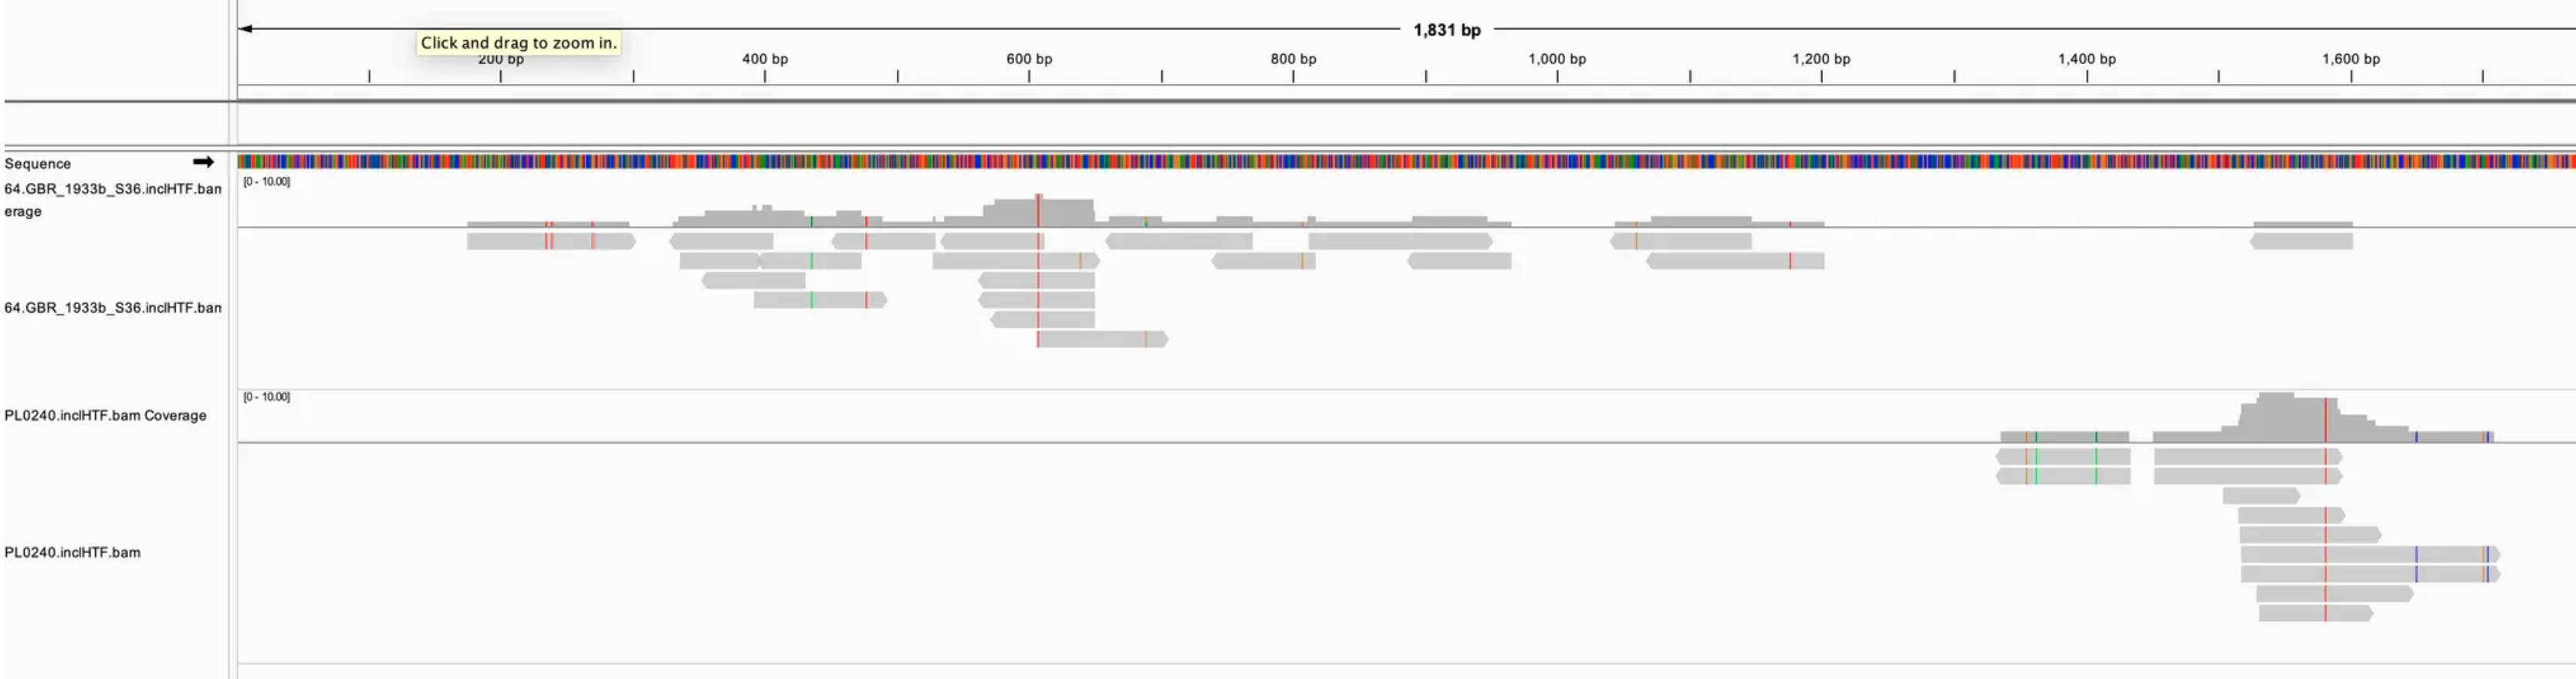 1,831 bp
Click and drag to zoom in.
200 bp 400 bp 600 bp 800 bp 1,000 bp 1,200 bp 1,400 bp 1,600 bp
Sequence
64.GBR_1933b_S36.inclHTF.ban
erage
[0 - 10.00]
64.GBR_1933b_S36.inclHTF.ban
[0 - 10.00]
PL0240.inclHTF.bam Coverage
PL0240.inclHTF.bam